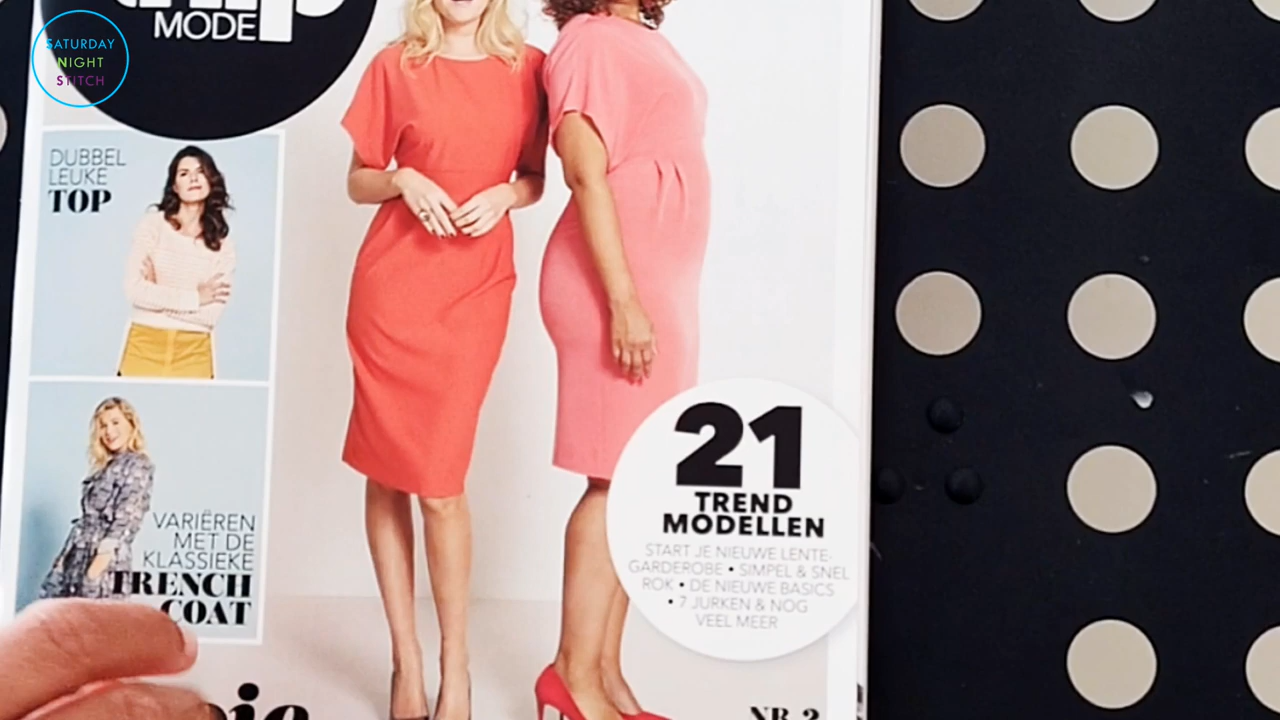 MODE
SATURDAY
NIGHT
STITCH
DUBBEL
LEUKE
TOP
VARIËREN
MET DE
KLASSIEKE
TRENCH
COAT
21
TREND
MODELLEN
START JE NIEUWE LENTE-
GARDEROBE • SIMPEL & SNEL
ROK • DE NIEUWE BASICS
• 7 JURKEN & NOG
VEEL MEER